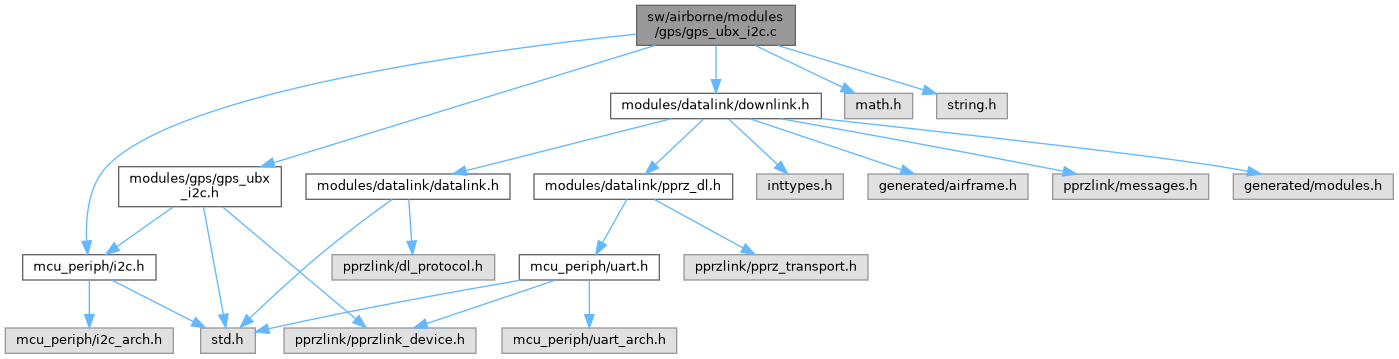 sw/airborne/modules
/gps/gps_ubx_i2c.c
modules/datalink/downlink.h
math.h
string.h
modules/gps/gps_ubx
_i2c.h
modules/datalink/datalink.h
modules/datalink/pprz_dl.h
inttypes.h
generated/airframe.h
pprzlink/messages.h
generated/modules.h
mcu_periph/i2c.h
pprzlink/dl_protocol.h
mcu_periph/uart.h
pprzlink/pprz_transport.h
mcu_periph/i2c_arch.h
std.h
pprzlink/pprzlink_device.h
mcu_periph/uart_arch.h